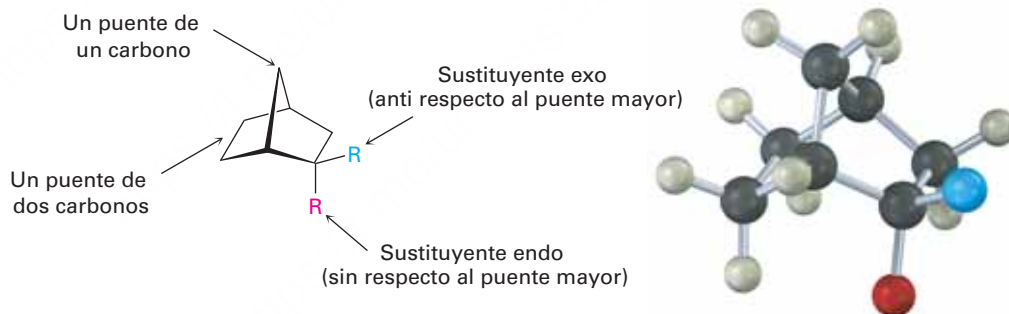 Un puente de
un carbono
Sustituyente exo
(anti respecto al puente mayor)
R
Un puente de
dos carbonos
R
Sustituyente endo
(sin respecto al puente mayor)